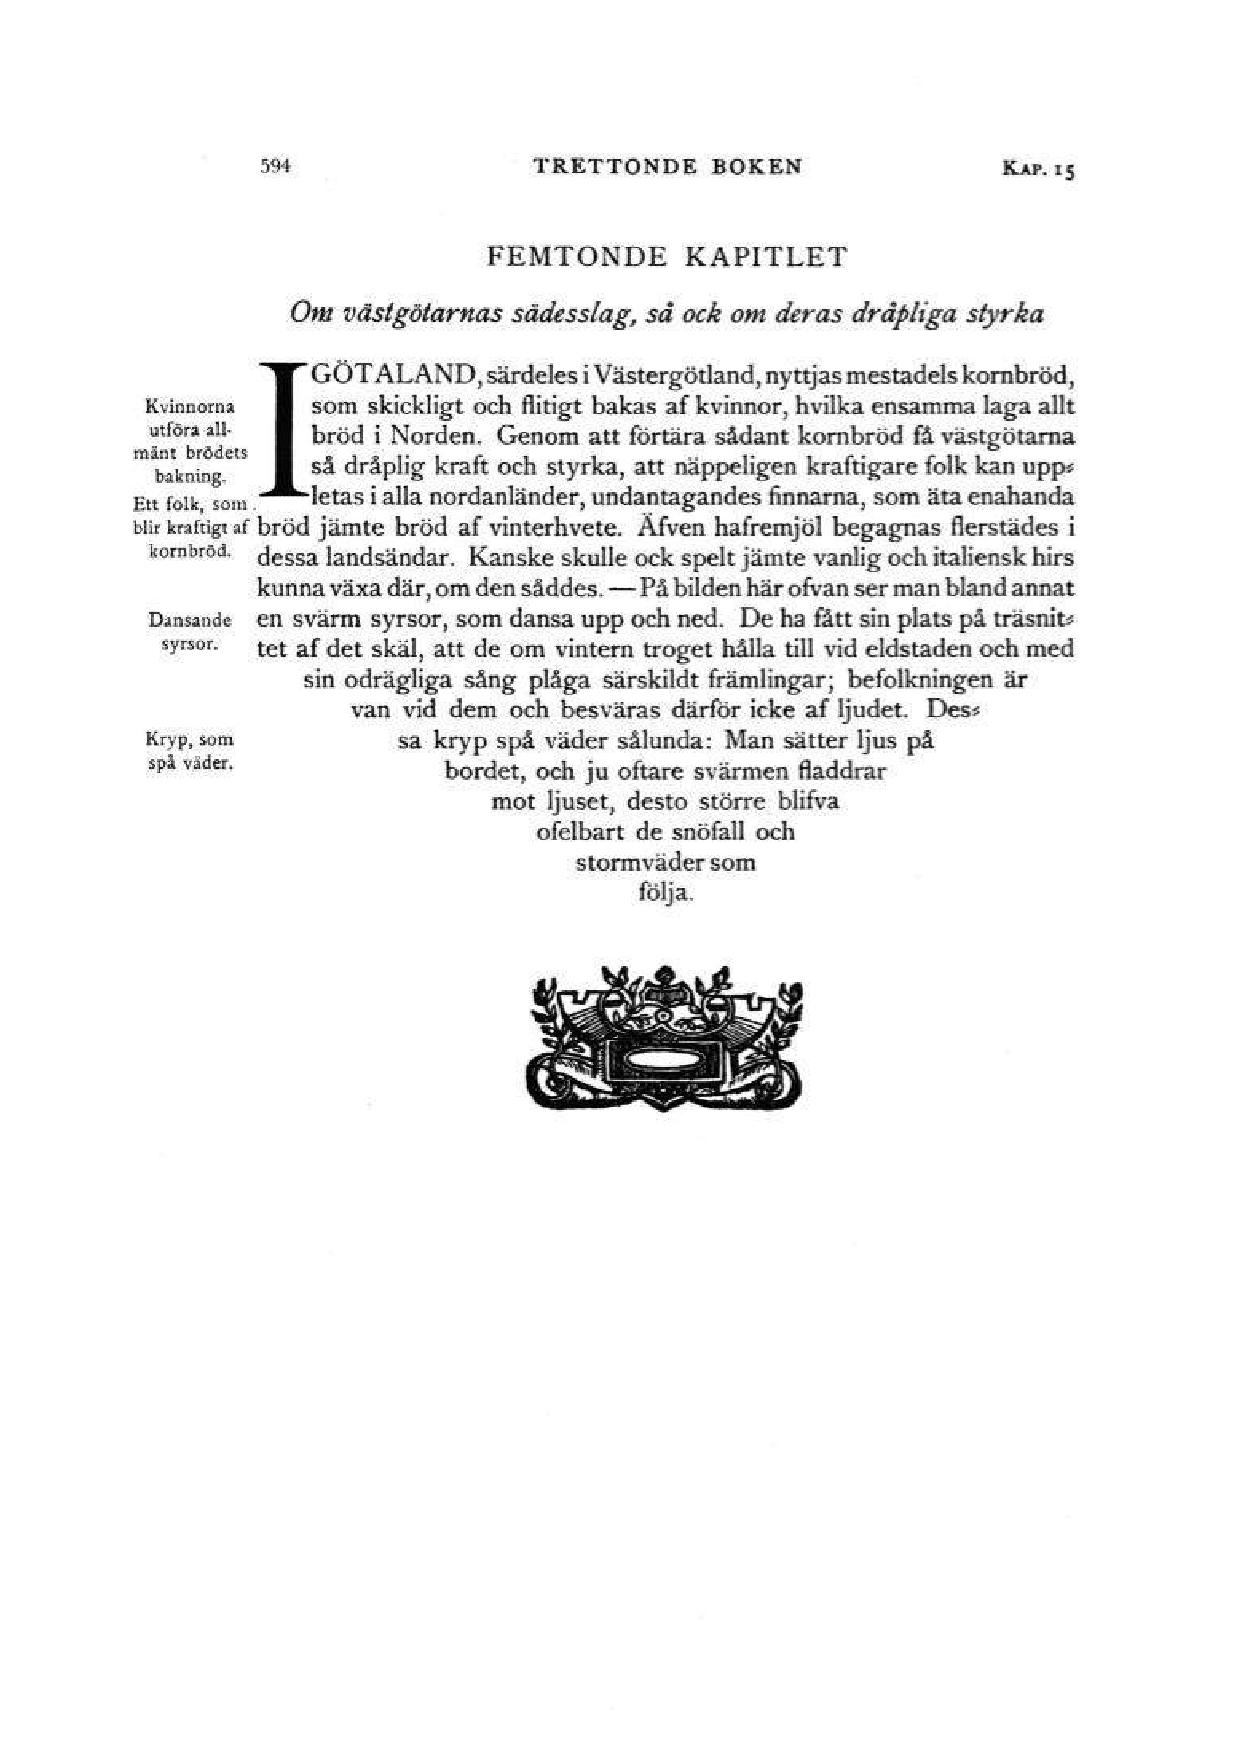 594 TRETTONDE BOKEN KAP. 15
FEMTONDE KAPITLET
Om västgötarnas sädesslag, så ock om deras dråpliga styrka
I GÖTALAND, särdeles i Västergötland, nyttjas mestadels kornbröd,
som skickligt och flitigt bakas af kvinnor, hvilka ensamma laga allt
bröd i Norden. Genom att förtära sådant kornbröd få västgötarna
så dråplig kraft och styrka, att näppeligen kraftigare folk kan upp-
letas i alla nordanländer, undantagandes finnarna, som äta enahanda
bröd jämte bröd af vinterhvete. Äfven hafremjöl begagnas flerstädes i
dessa landsändar. Kanske skulle ock spelt jämte vanlig och italiensk hirs
kunna växa där, om den såddes. — På bilden här ofvan ser man bland annat
en svärm syrsor, som dansa upp och ned. De ha fått sin plats på träsnit-
tet af det skäl, att de om vintern troget hålla till vid eldstaden och med
sin odrägliga sång plåga särskildt främlingar; befolkningen är
van vid dem och besväras därför icke af ljudet. Des-
sa kryp spå väder sålunda: Man sätter ljus på
bordet, och ju oftare svärmen fladdrar
mot ljuset, desto större blifva
ofelbart de snöfall och
stormväder som
följa.
Kvinnorna
utföra all-
mänt brödets
bakning.
Ett folk, som
blir kraftigt af
kornbröd.
Dansande
syrsor.
Kryp, som
spå väder.